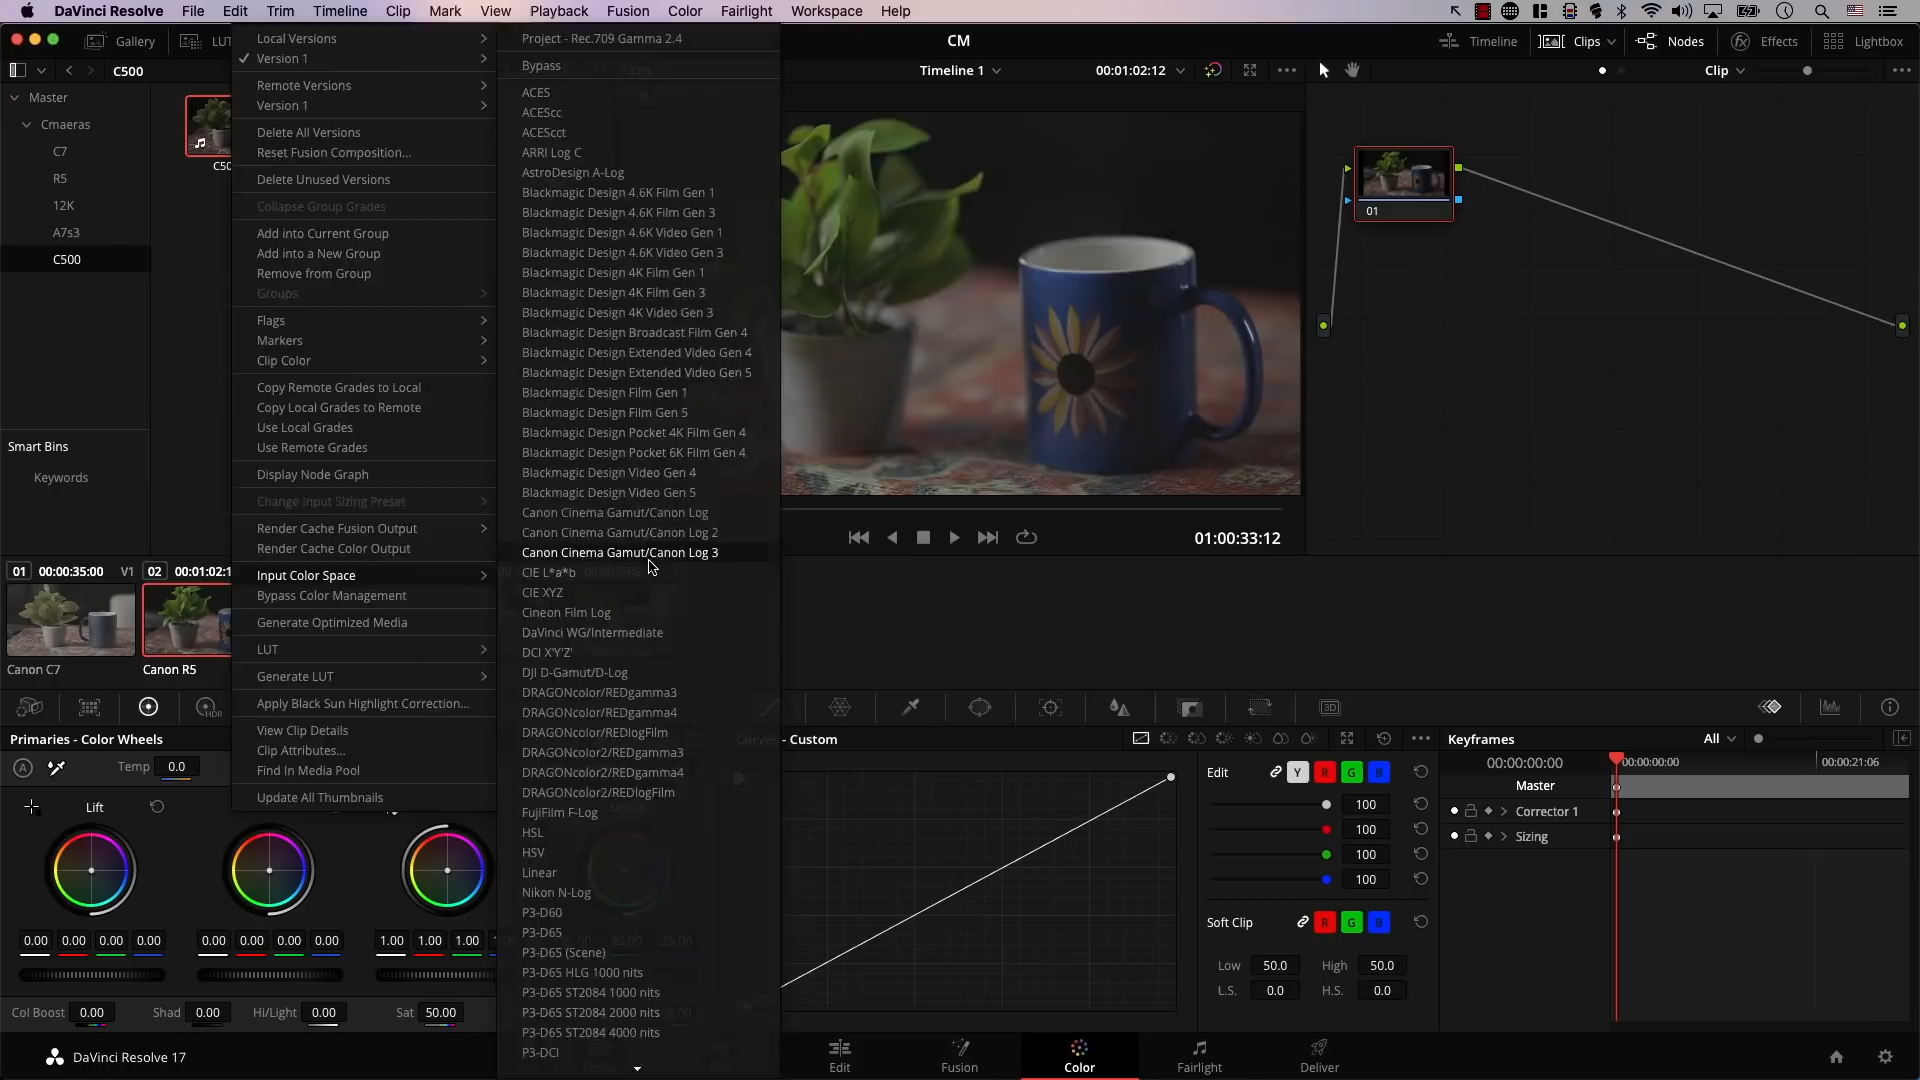 DaVinci Resolve File Edit Trim Timeline Clip Mark View Playback Fusion Color Fairlight Workspace Help
Gallery LUT
CM
Timeline Clips Nodes Effects Lightbox
C500
Timeline 1 00:01:02:12
Clip
Master
Cmaeras
C7
R5
12K
A7s3
C500
Smart Bins
Keywords
C50
Local Versions
Version 1
Remote Versions
Version 1
Delete All Versions
Reset Fusion Composition...
Delete Unused Versions
Collapse Group Grades
Add into Current Group
Add into a New Group
Remove from Group
Groups
Flags
Markers
Clip Color
Copy Remote Grades to Local
Copy Local Grades to Remote
Use Local Grades
Use Remote Grades
Display Node Graph
Change Input Sizing Preset
Render Cache Fusion Output
Render Cache Color Output
Input Color Space
Bypass Color Management
Generate Optimized Media
LUT
Generate LUT
Apply Black Sun Highlight Correction...
View Clip Details
Clip Attributes...
Find In Media Pool
Update All Thumbnails
Project - Rec.709 Gamma 2.4
Bypass
ACES
ACEScc
ACEScct
ARRI Log C
AstroDesign A-Log
Blackmagic Design 4.6K Film Gen 1
Blackmagic Design 4.6K Film Gen 3
Blackmagic Design 4.6K Video Gen 1
Blackmagic Design 4.6K Video Gen 3
Blackmagic Design 4K Film Gen 1
Blackmagic Design 4K Film Gen 3
Blackmagic Design 4K Video Gen 3
Blackmagic Design Broadcast Film Gen 4
Blackmagic Design Extended Video Gen 4
Blackmagic Design Extended Video Gen 5
Blackmagic Design Film Gen 1
Blackmagic Design Film Gen 5
Blackmagic Design Pocket 4K Film Gen 4
Blackmagic Design Pocket 6K Film Gen 4
Blackmagic Design Video Gen 4
Blackmagic Design Video Gen 5
Canon Cinema Gamut/Canon Log
Canon Cinema Gamut/Canon Log 2
Canon Cinema Gamut/Canon Log 3
CIE L*a*b
CIE XYZ
Cineon Film Log
DaVinci WG/Intermediate
DCI X'Y'Z'
DJI D-Gamut/D-Log
DRAGONcolor/REDgamma3
DRAGONcolor/REDgamma4
DRAGONcolor/REDlogFilm
DRAGONcolor2/REDgamma3
DRAGONcolor2/REDgamma4
DRAGONcolor2/REDlogFilm
FujiFilm F-Log
HSL
HSV
Linear
Nikon N-Log
P3-D60
P3-D65
P3-D65 (Scene)
P3-D65 HLG 1000 nits
P3-D65 ST2084 1000 nits
P3-D65 ST2084 2000 nits
P3-D65 ST2084 4000 nits
P3-DCI
01
01:00:33:12
01 00:00:35:00 V1 02 00:01:02:1
Canon C7 Canon R5
HDR
3D
Primaries - Color Wheels
A Temp 0.0
Lift
0.00 0.00 0.00 0.00
0.00 0.00 0.00 0.00
1.00 1.00 1.00
Col Boost 0.00 Shad 0.00 Hi/Light 0.00 Sat 50.00
- Custom
Edit Y R G B
100
100
100
100
Soft Clip R G B
Low 50.0 High 50.0
L.S. 0.0 H.S. 0.0
Keyframes All
00:00:00:00 00:00:00:00 00:00:21:06
Master
Corrector 1
Sizing
DaVinci Resolve 17
Edit Fusion Color Fairlight Deliver